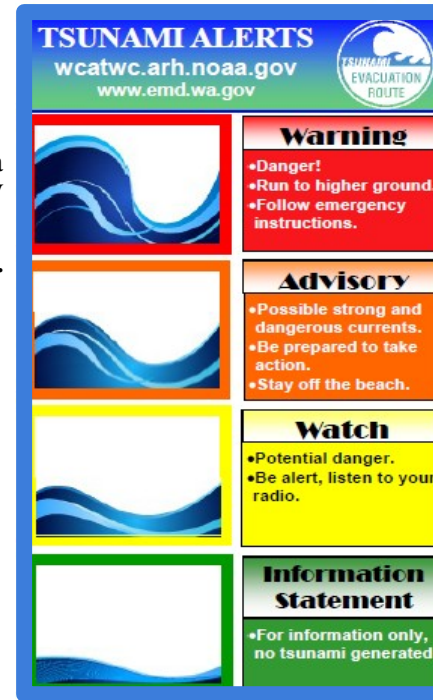 TSUNAMI ALERTS
wcatwc.arh.noaa.gov
www.emd.wa.gov
TSUNAMI
EVACUATION
ROUTE
Warning
•Danger!
•Run to higher ground.
•Follow emergency
instructions.
Advisory
•Possible strong and
dangerous currents.
•Be prepared to take
action.
•Stay off the beach.
Watch
•Potential danger.
•Be alert, listen to your
radio.
Information
Statement
•For information only,
no tsunami generated